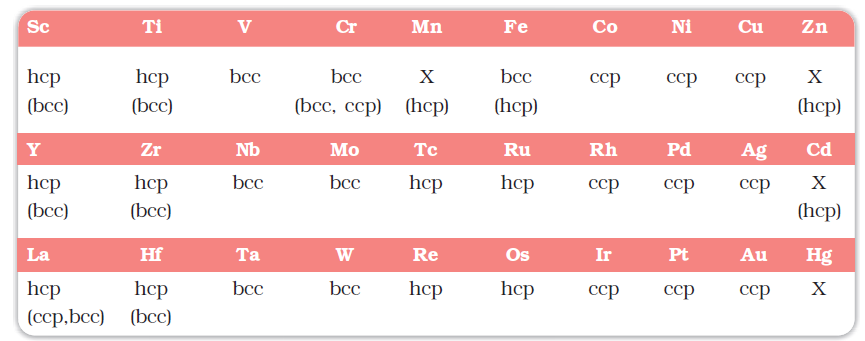 Sc Ti V Cr Mn Fe Co Ni Cu Zn
hcp hcp bcc bcc X bcc ccp ccp ccp X
(bcc) (bcc) (bcc, ccp) (hcp) (hcp) (hcp)
Y Zr Nb Mo Tc Ru Rh Pd Ag Cd
hcp hcp bcc bcc hcp hcp ccp ccp ccp X
(bcc) (bcc) (hcp)
La Hf Ta W Re Os Ir Pt Au Hg
hcp hcp bcc bcc hcp hcp ccp ccp ccp X
(ccp,bcc) (bcc)